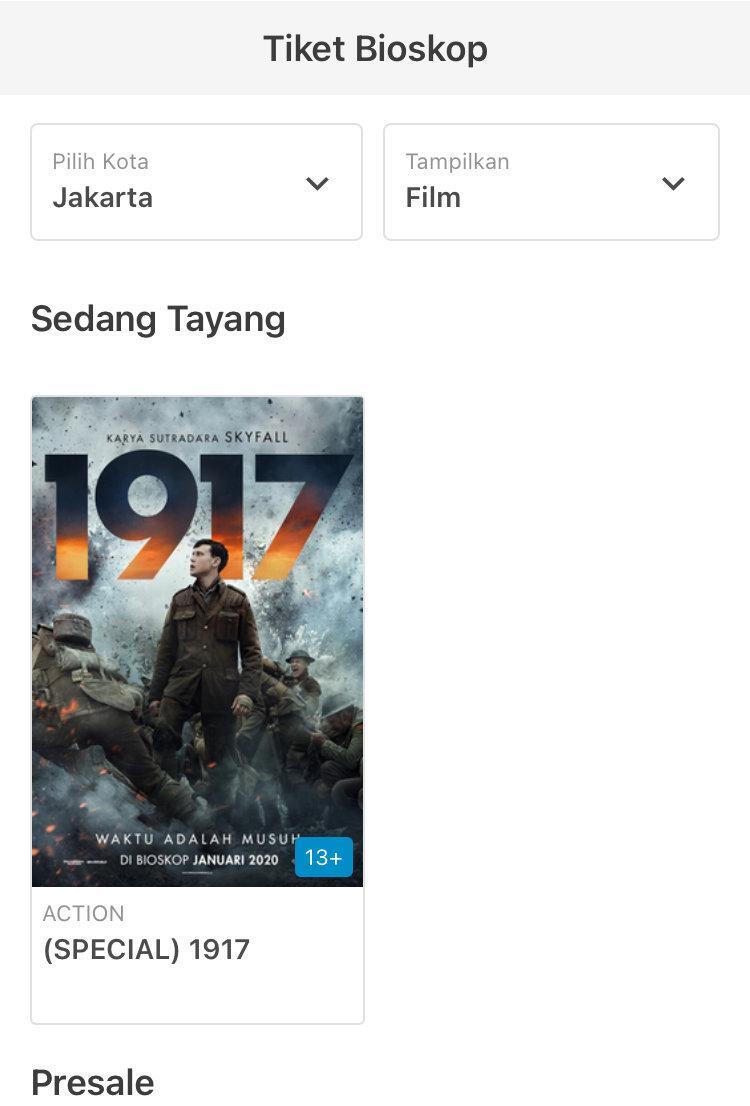 Tiket Bioskop
Pilih Kota
Jakarta
Tampilkan
Film
Sedang Tayang
KARYA SUTRADARA SKYFALL
1917
WAKTU ADALAH MUSUH
DI BIOSKOP JANUARI 2020
13+
ACTION
(SPECIAL) 1917
Presale